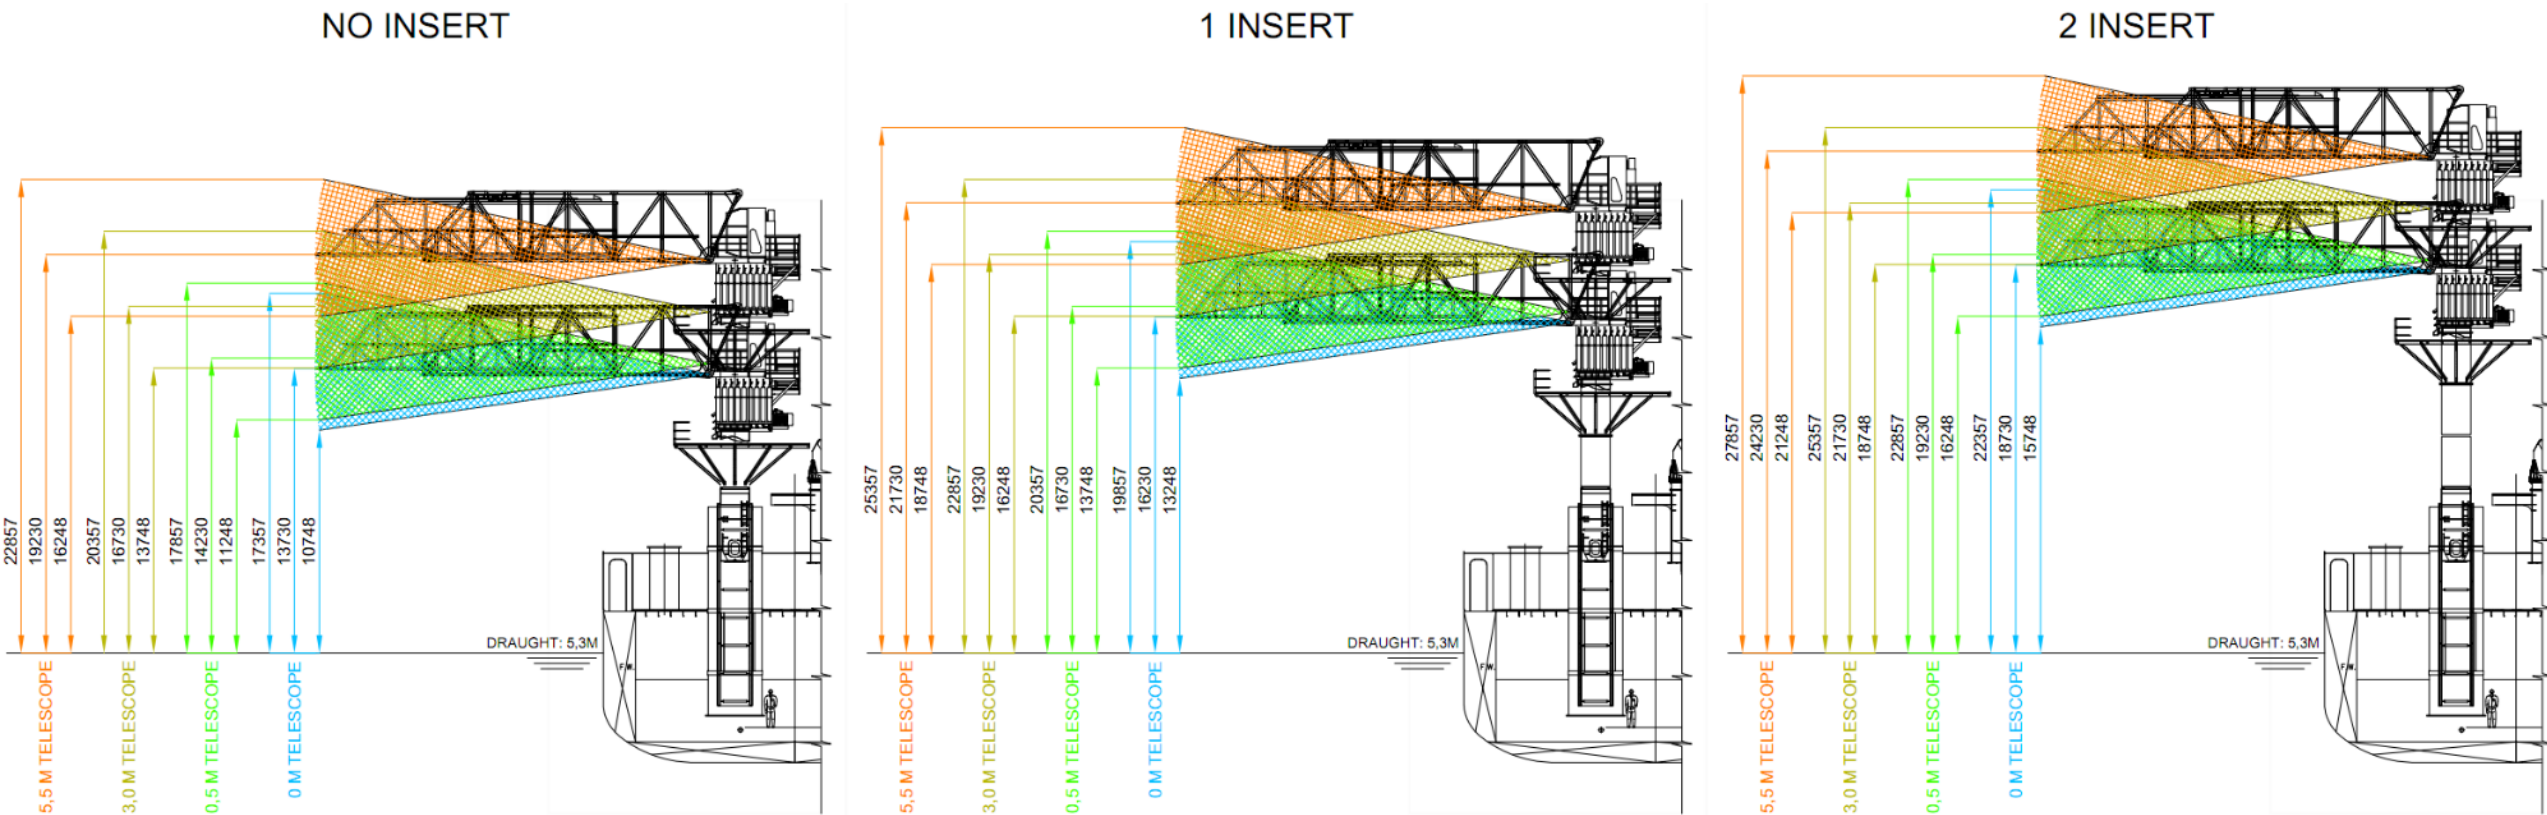 NO INSERT
22857
19230
16248
20357
16730
13748
17857
14230
11248
17357
13730
10748
DRAUGHT: 5,3M
F.W.
5,5 M TELESCOPE
3,0 M TELESCOPE
0,5 M TELESCOPE
0 M TELESCOPE
1 INSERT
25357
21730
18748
22857
19230
16248
20357
16730
13748
19857
16230
13248
DRAUGHT: 5,3M
F.W.
5,5 M TELESCOPE
3,0 M TELESCOPE
0,5 M TELESCOPE
0 M TELESCOPE
2 INSERT
27857
24230
21248
25357
21730
18748
22857
19230
16248
22357
18730
15748
DRAUGHT: 5,3M
F.W.
5,5 M TELESCOPE
3,0 M TELESCOPE
0,5 M TELESCOPE
0 M TELESCOPE